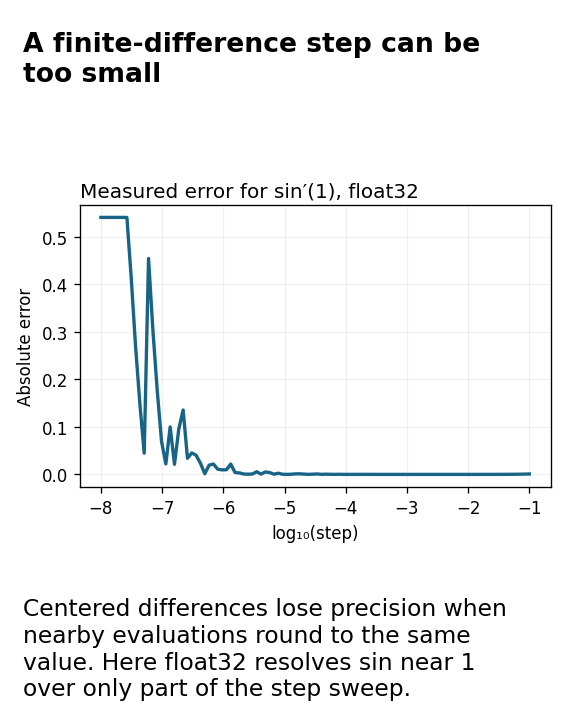 A finite-difference step can be
too small
Measured error for sin′(1), float32
Absolute error
0.5
0.4
0.3
0.2
0.1
0.0
−8 −7 −6 −5 −4 −3 −2 −1
log₁₀(step)
Centered differences lose precision when
nearby evaluations round to the same
value. Here float32 resolves sin near 1
over only part of the step sweep.